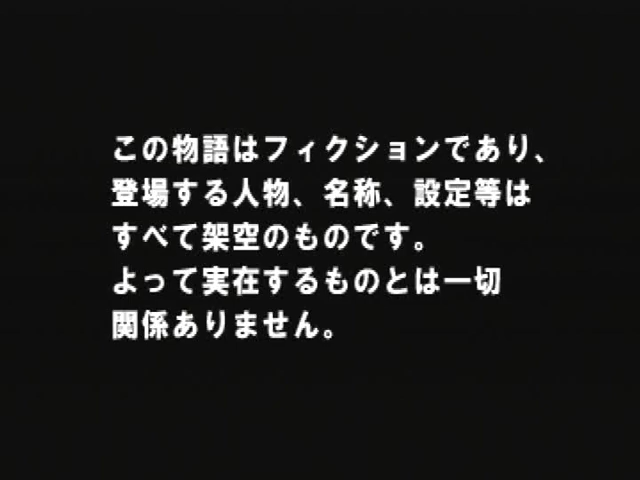 この物語はフィクションであり、
登場する人物、名称、設定等は
すべて架空のものです。
よって実在するものとは一切
関係ありません。